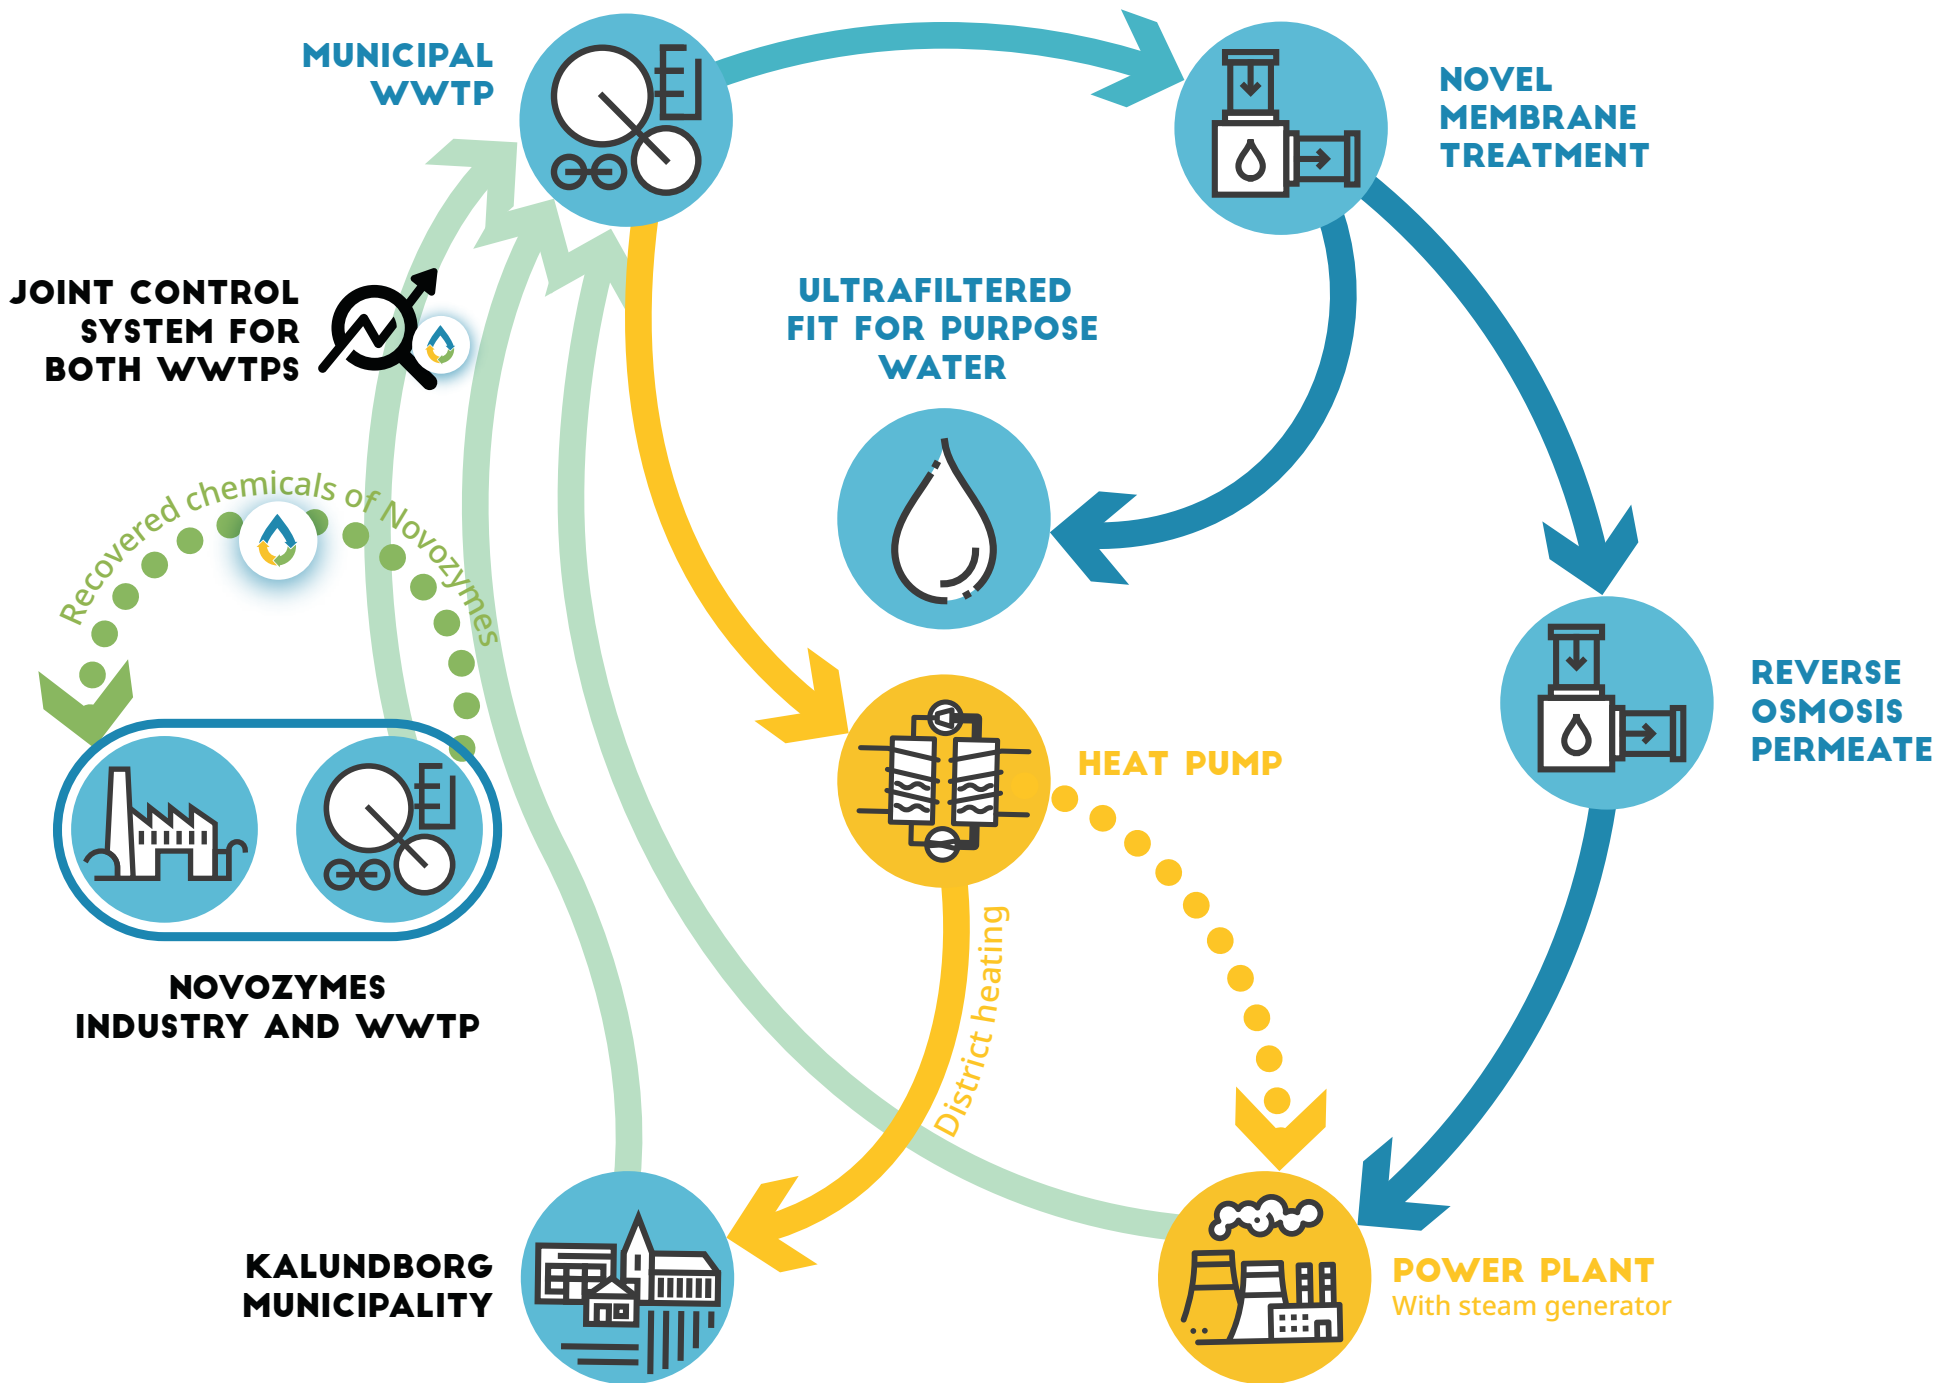 MUNICIPAL
WWTP
NOVEL
MEMBRANE
TREATMENT
JOINT CONTROL
SYSTEM FOR
BOTH WWTPS
ULTRAFILTERED
FIT FOR PURPOSE
WATER
Recovered chemicals of Novozymes
REVERSE
OSMOSIS
PERMEATE
HEAT PUMP
District heating
NOVOZYMES
INDUSTRY AND WWTP
KALUNDBORG
MUNICIPALITY
POWER PLANT
With steam generator